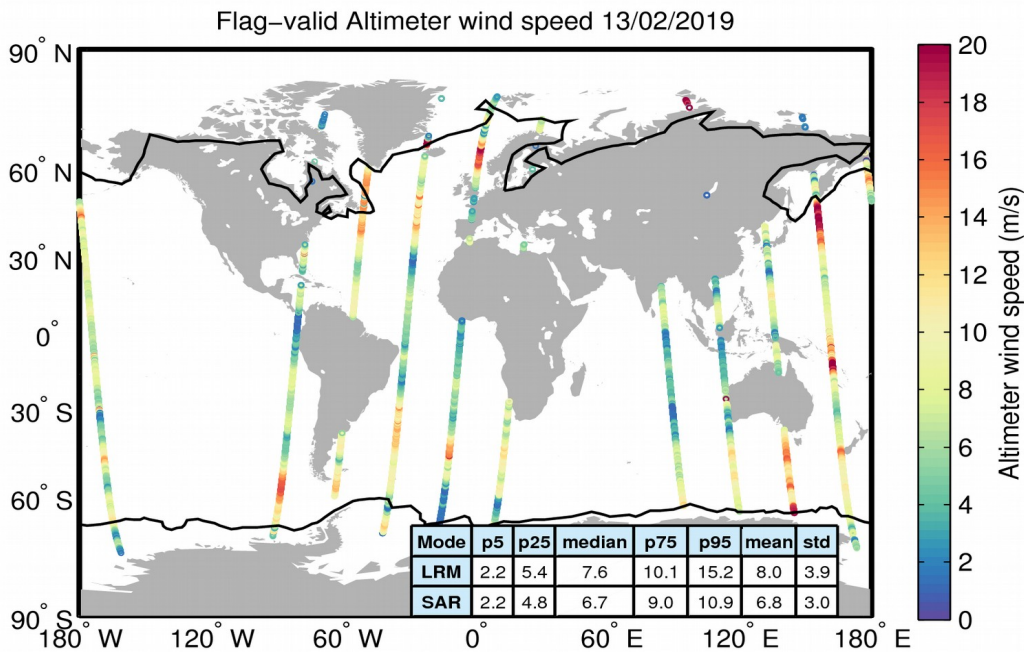 Flag−valid Altimeter wind speed 13/02/2019
90° N
60° N
30° N
0°
30° S
60° S
90° S
180° W
120° W
60° W
0°
60° E
120° E
180° E
Mode p5 p25 median p75 p95 mean std
LRM 2.2 5.4 7.6 10.1 15.2 8.0 3.9
SAR 2.2 4.8 6.7 9.0 10.9 6.8 3.0
20
18
16
14
12
10
8
6
4
2
0
Altimeter wind speed (m/s)